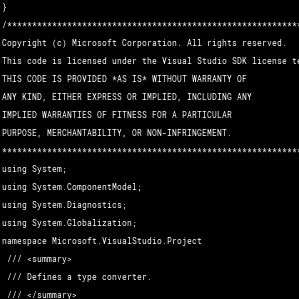 }
/***********************************************************
Copyright (c) Microsoft Corporation. All rights reserved.
This code is licensed under the Visual Studio SDK license te
THIS CODE IS PROVIDED *AS IS* WITHOUT WARRANTY OF
ANY KIND, EITHER EXPRESS OR IMPLIED, INCLUDING ANY
IMPLIED WARRANTIES OF FITNESS FOR A PARTICULAR
PURPOSE, MERCHANTABILITY, OR NON-INFRINGEMENT.
************************************************************
using System;
using System.ComponentModel;
using System.Diagnostics;
using System.Globalization;
namespace Microsoft.VisualStudio.Project
/// <summary>
/// Defines a type converter.
/// </summary>